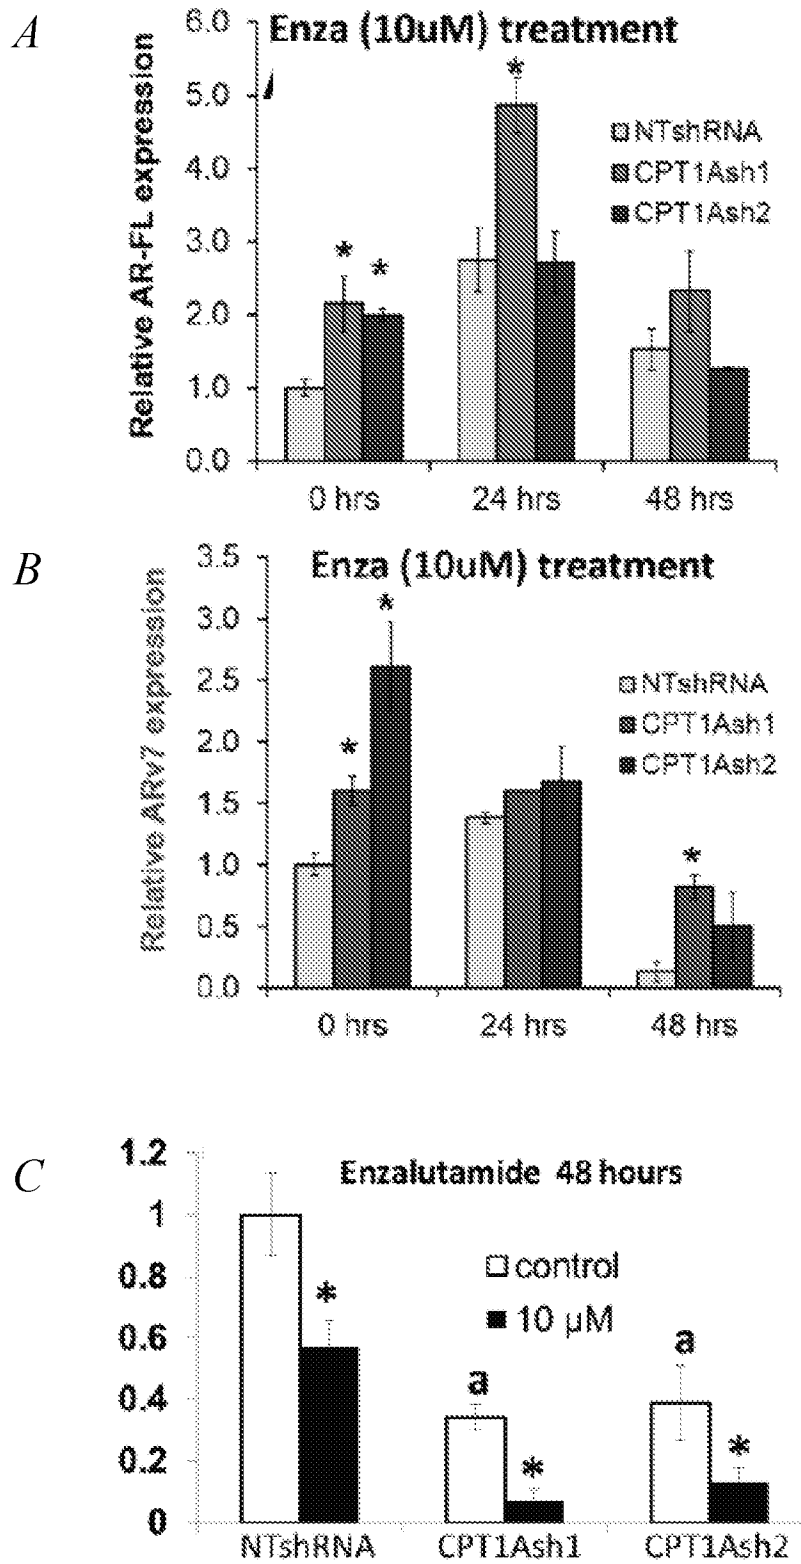 A
Enza (10uM) treatment
Relative AR-FL expression
6.0
5.0
4.0
3.0
2.0
1.0
0.0
*
*
*
NTshRNA
CPT1Ash1
CPT1Ash2
0 hrs
24 hrs
48 hrs
B
Enza (10uM) treatment
Relative ARv7 expression
3.5
3.0
2.5
2.0
1.5
1.0
0.5
0.0
*
*
*
NTshRNA
CPT1Ash1
CPT1Ash2
0 hrs
24 hrs
48 hrs
C
Enzalutamide 48 hours
1.2
1
0.8
0.6
0.4
0.2
0
control
10 µM
*
a
*
a
*
NTshRNA
CPT1Ash1
CPT1Ash2